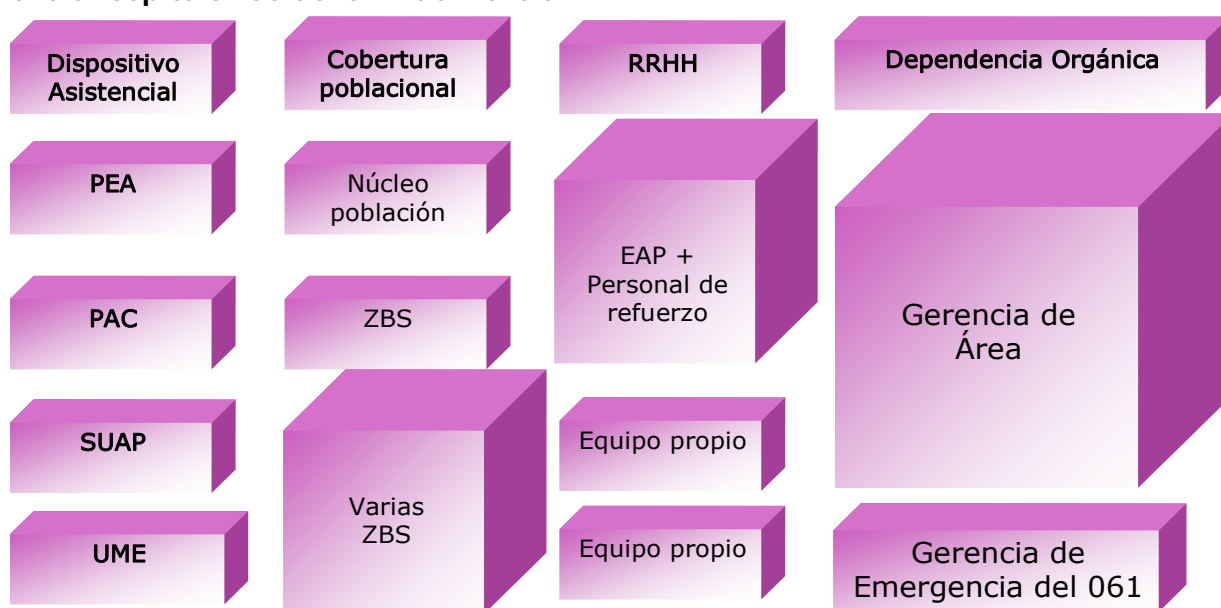 Dispositivo
Asistencial
Cobertura
poblacional
RRHH
Dependencia Orgánica
PEA
Núcleo
población
EAP +
Personal de
refuerzo
Gerencia de
Área
PAC
ZBS
SUAP
Varias
ZBS
Equipo propio
UME
Equipo propio
Gerencia de
Emergencia del 061